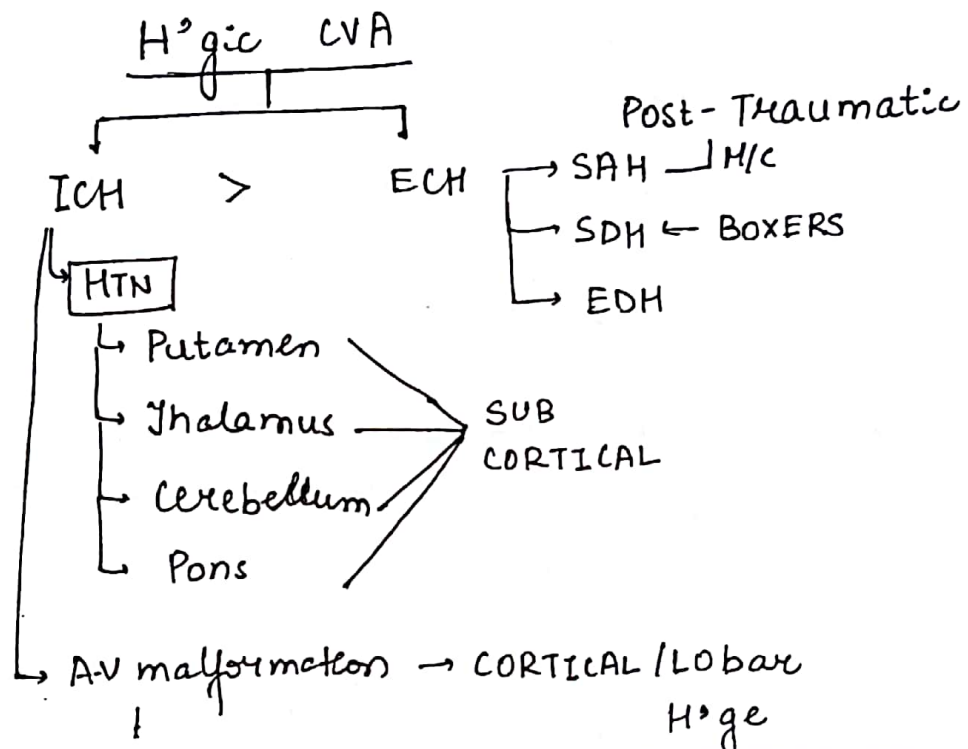 H'gic CVA
Post-Traumatic
ICH > ECH → SAH H/C
→ SDH ← BOXERS
→ EDH
HTN
→ Putamen
→ Thalamus
SUB
CORTICAL
→ Cerebellum
→ Pons
→ A-V malformation → CORTICAL/Lobar
H'ge